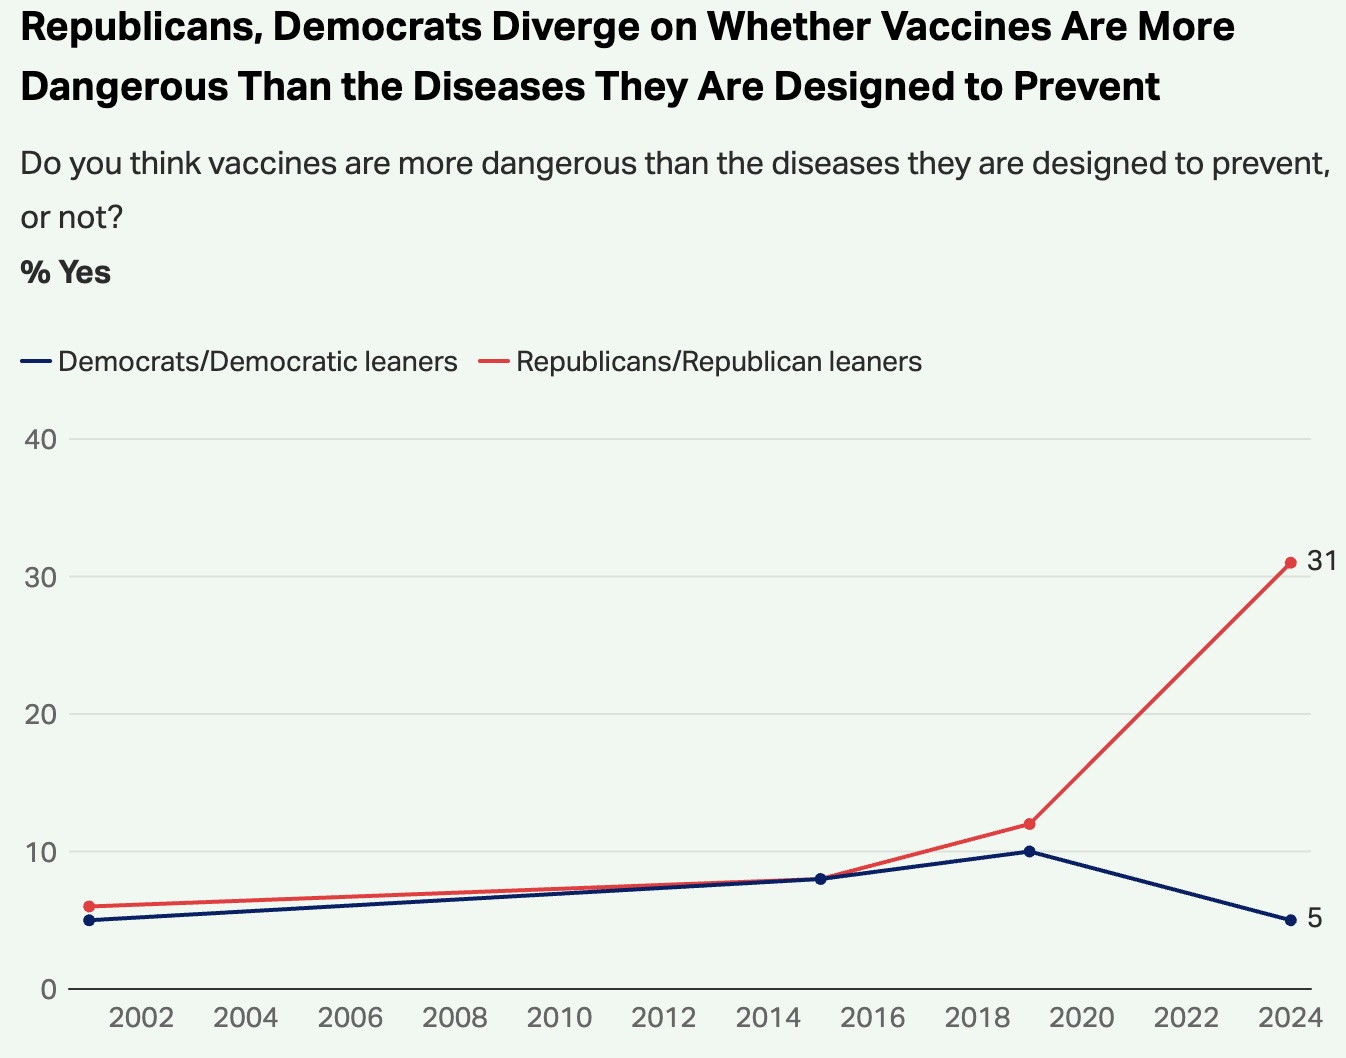 Republicans, Democrats Diverge on Whether Vaccines Are More
Dangerous Than the Diseases They Are Designed to Prevent
Do you think vaccines are more dangerous than the diseases they are designed to prevent,
or not?
% Yes
Democrats/Democratic leaners Republicans/Republican leaners
40
31
30
20
10
5
0
2002 2004 2006 2008 2010 2012 2014 2016 2018 2020 2022 2024